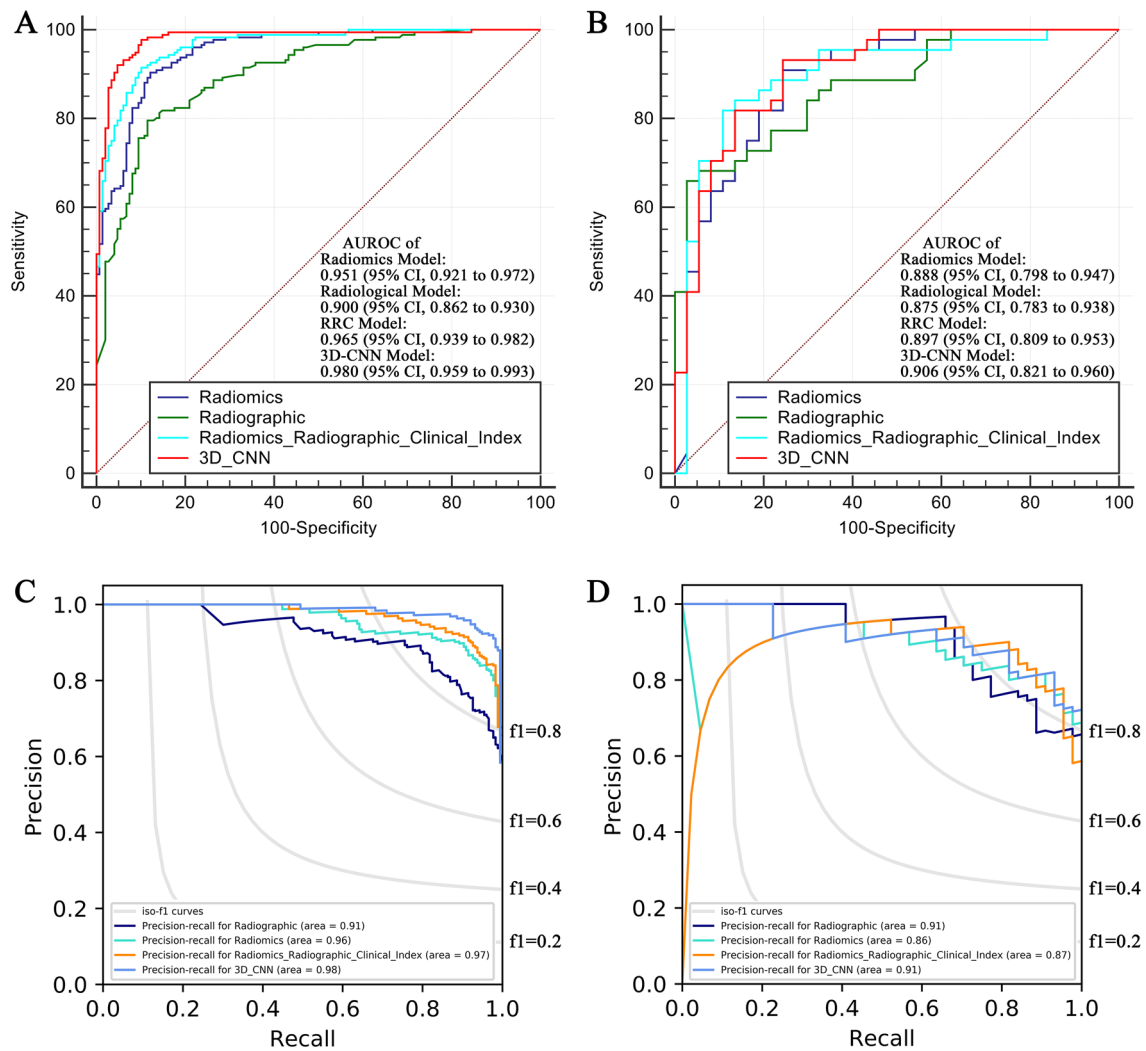 A
100
80
60
40
20
0
Sensitivity
AUROC of
Radiomics Model:
0.951 (95% CI, 0.921 to 0.972)
Radiological Model:
0.900 (95% CI, 0.862 to 0.930)
RRC Model:
0.965 (95% CI, 0.939 to 0.982)
3D-CNN Model:
0.980 (95% CI, 0.959 to 0.993)
Radiomics
Radiographic
Radiomics_Radiographic_Clinical_Index
3D_CNN
0 20 40 60 80 100
100-Specificity
B
100
80
60
40
20
0
Sensitivity
AUROC of
Radiomics Model:
0.888 (95% CI, 0.798 to 0.947)
Radiological Model:
0.875 (95% CI, 0.783 to 0.938)
RRC Model:
0.897 (95% CI, 0.809 to 0.953)
3D-CNN Model:
0.906 (95% CI, 0.821 to 0.960)
Radiomics
Radiographic
Radiomics_Radiographic_Clinical_Index
3D_CNN
0 20 40 60 80 100
100-Specificity
C
1.0
0.8
0.6
0.4
0.2
0.0
Precision
f1=0.8
f1=0.6
f1=0.4
f1=0.2
iso-f1 curves
Precision-recall for Radiographic (area = 0.91)
Precision-recall for Radiomics (area = 0.96)
Precision-recall for Radiomics_Radiographic_Clinical_Index (area = 0.97)
Precision-recall for 3D_CNN (area = 0.98)
0.0 0.2 0.4 0.6 0.8 1.0
Recall
D
1.0
0.8
0.6
0.4
0.2
0.0
Precision
f1=0.8
f1=0.6
f1=0.4
f1=0.2
iso-f1 curves
Precision-recall for Radiographic (area = 0.91)
Precision-recall for Radiomics (area = 0.86)
Precision-recall for Radiomics_Radiographic_Clinical_Index (area = 0.87)
Precision-recall for 3D_CNN (area = 0.91)
0.0 0.2 0.4 0.6 0.8 1.0
Recall